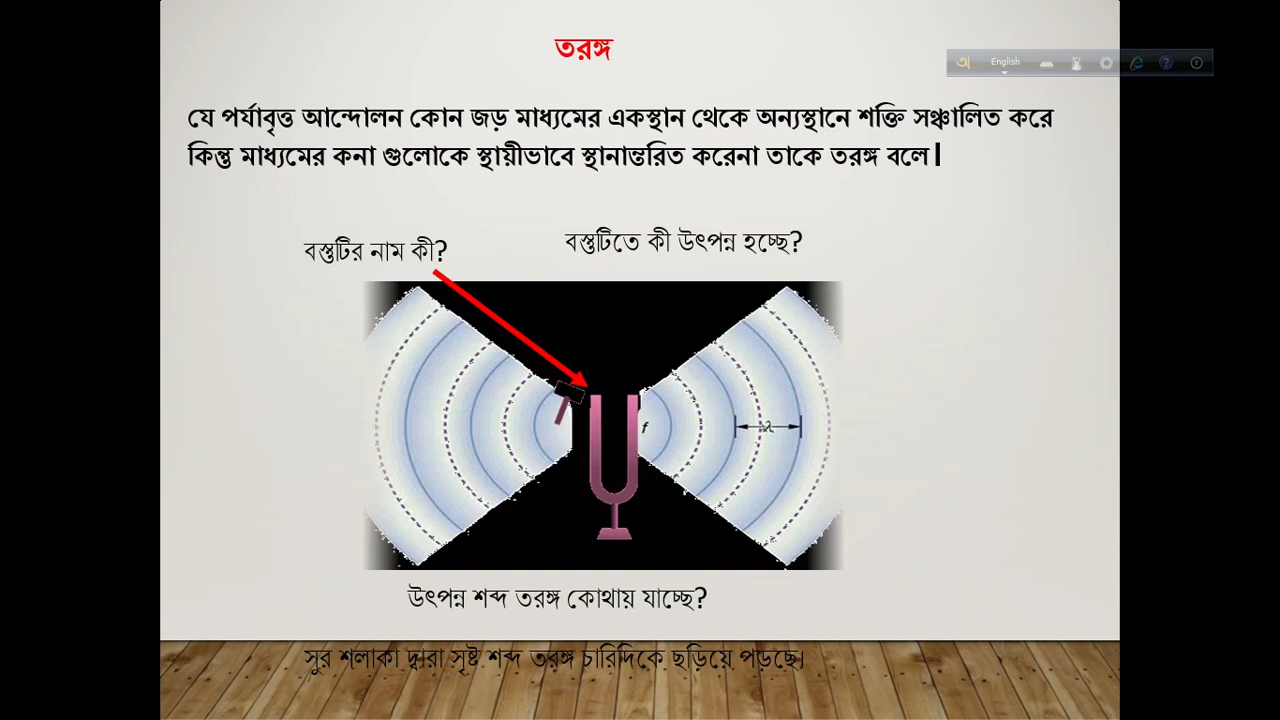 তরঙ্গ
English
যে পর্যাবৃত্ত আন্দোলন কোন জড় মাধ্যমের একস্থান থেকে অন্যস্থানে শক্তি সঞ্চালিত করে
কিন্তু মাধ্যমের কনা গুলোকে স্থায়ীভাবে স্থানান্তরিত করেনা তাকে তরঙ্গ বলে।
বস্তুটির নাম কী?
বস্তুটিতে কী উৎপন্ন হচ্ছে?
f
λ
উৎপন্ন শব্দ তরঙ্গ কোথায় যাচ্ছে?
সুর শলাকা দ্বারা সৃষ্ট শব্দ তরঙ্গ চারিদিকে ছড়িয়ে পড়ছে।